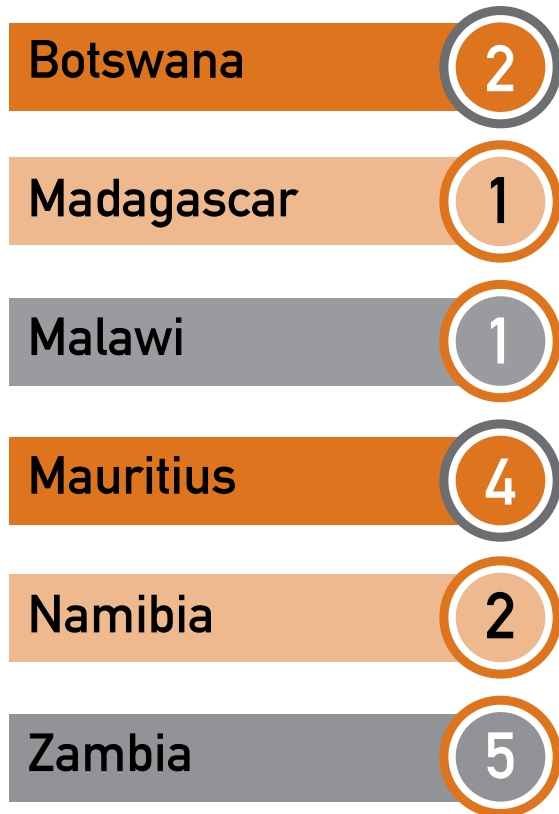 Botswana 2
Madagascar 1
Malawi 1
Mauritius 4
Namibia 2
Zambia 5